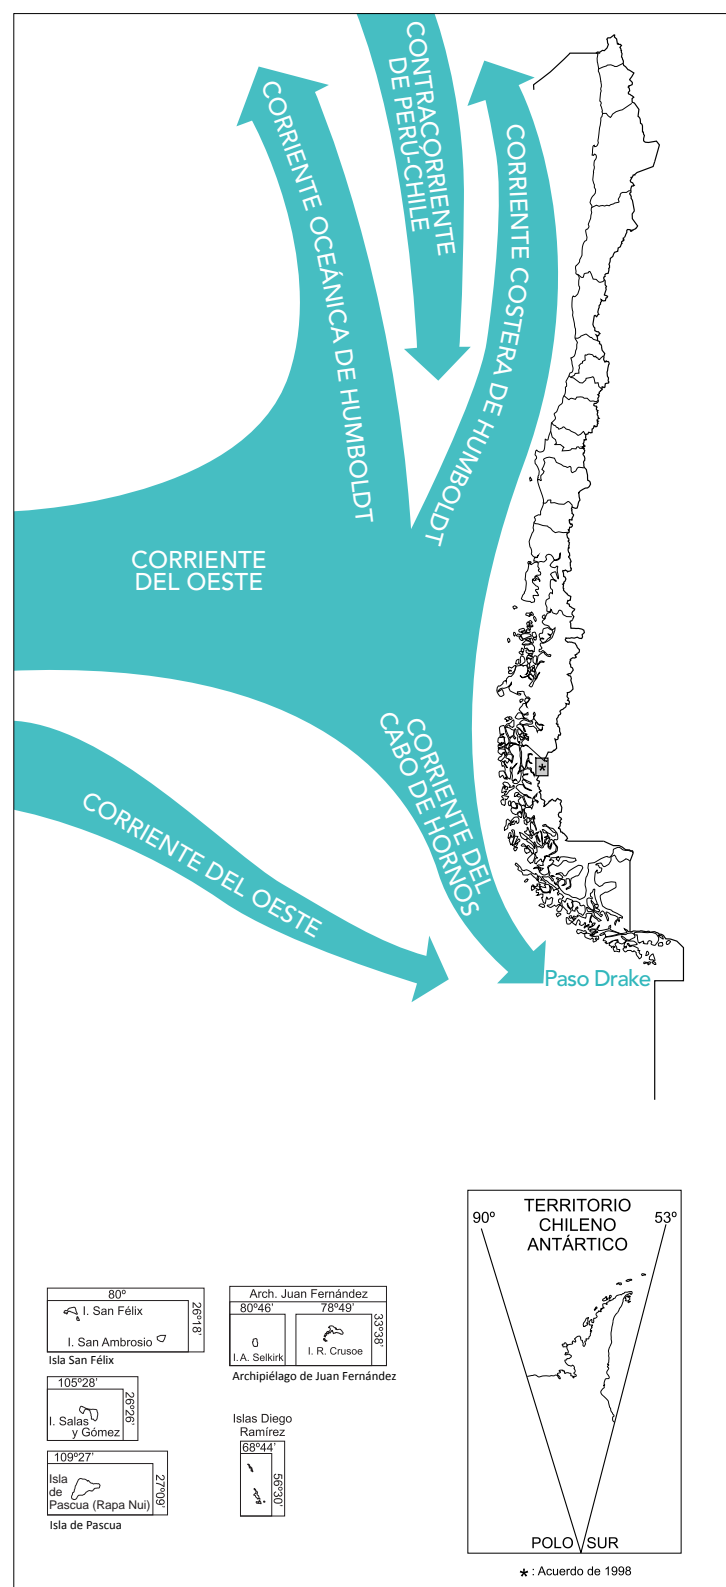 CONTRACORRIENTE
DE PERÚ-CHILE
CORRIENTE OCEÁNICA DE HUMBOLDT
CORRIENTE COSTERA DE HUMBOLDT
CORRIENTE
DEL OESTE
CORRIENTE DEL
CABO DE HORNOS
*
CORRIENTE DEL OESTE
Paso Drake
TERRITORIO
CHILENO
ANTÁRTICO
90º
53º
POLO SUR
* : Acuerdo de 1998
80º
26º18’
I. San Félix
I. San Ambrosio
Isla San Félix
Arch. Juan Fernández
80º46’
78º49’
33º38’
I. A. Selkirk
I. R. Crusoe
Archipiélago de Juan Fernández
105º28’
26º26’
I. Salas
y Gómez
Islas Diego
Ramírez
68º44’
56º30’
109º27’
27º09’
Isla
de
Pascua (Rapa Nui)
Isla de Pascua